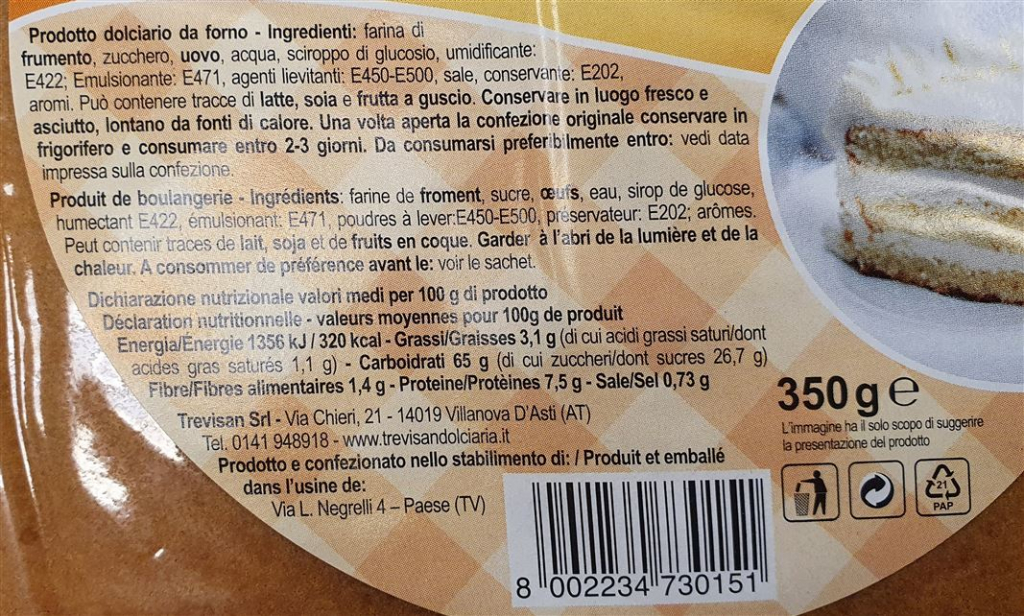 Prodotto dolciario da forno - Ingredienti: farina di
frumento, zucchero, uovo, acqua, sciroppo di glucosio, umidificante:
E422; Emulsionante: E471, agenti lievitanti: E450-E500, sale, conservante: E202,
aromi. Può contenere tracce di latte, soia e frutta a guscio. Conservare in luogo fresco e
asciutto, lontano da fonti di calore. Una volta aperta la confezione originale conservare in
frigorifero e consumare entro 2-3 giorni. Da consumarsi preferibilmente entro: vedi data
impressa sulla confezione.
Produit de boulangerie - Ingrédients: farine de froment, sucre, œufs, eau, sirop de glucose,
humectant E422, émulsionant: E471, poudres à lever:E450-E500, préservateur: E202; arômes.
Peut contenir traces de lait, soja et de fruits en coque. Garder à l'abri de la lumière et de la
chaleur. A consommer de préférence avant le: voir le sachet.
Dichiarazione nutrizionale valori medi per 100 g di prodotto
Déclaration nutritionnelle - valeurs moyennes pour 100g de produit
Energia/Énergie 1356 kJ / 320 kcal - Grassi/Graisses 3,1 g (di cui acidi grassi saturi/dont
acides gras saturés 1,1 g) - Carboidrati 65 g (di cui zuccheri/dont sucres 26,7 g)
Fibre/Fibres alimentaires 1,4 g - Proteine/Protèines 7,5 g - Sale/Sel 0,73 g
Trevisan Srl - Via Chieri, 21 - 14019 Villanova D'Asti (AT)
Tel. 0141 948918 - www.trevisandolciaria.it
Prodotto e confezionato nello stabilimento di: / Produit et emballé
dans l'usine de:
Via L. Negrelli 4 – Paese (TV)
350 g e
L'immagine ha il solo scopo di suggerire
la presentazione del prodotto
21
PAP
8 002234 730151